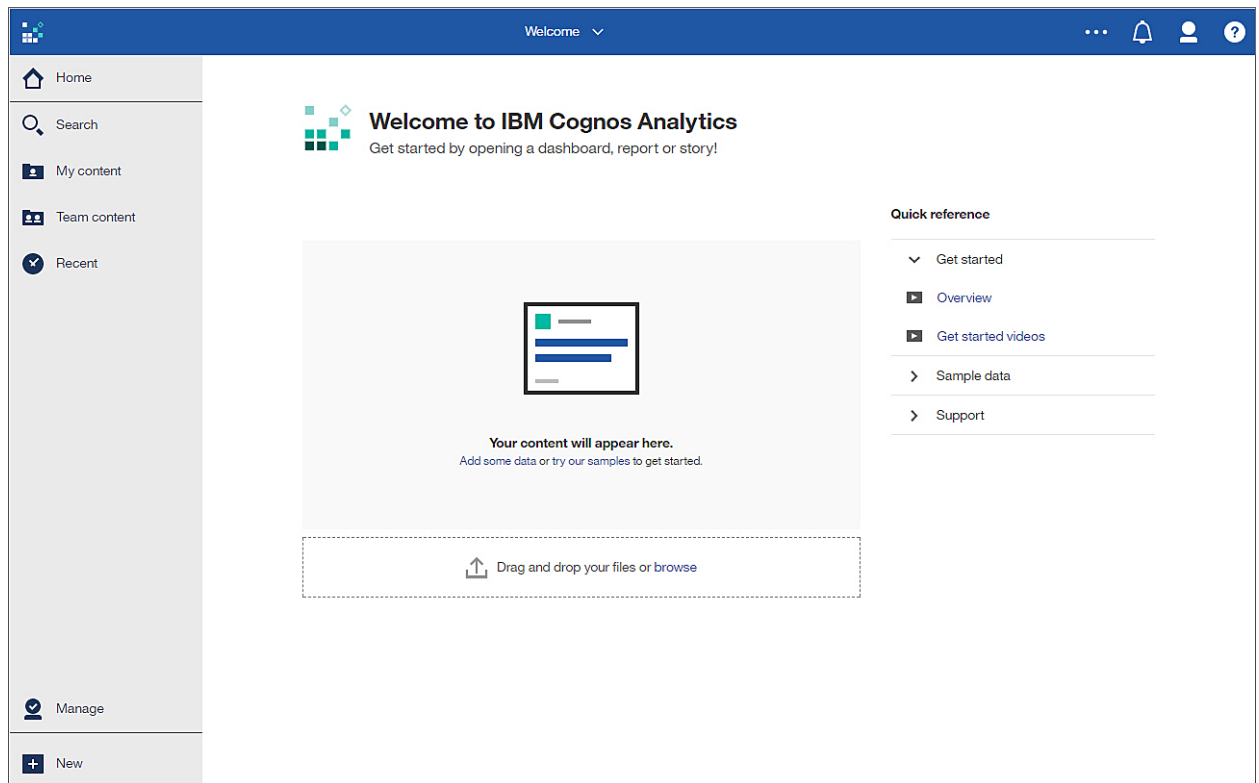 Welcome
?
Home
Search
My content
Team content
Recent
Manage
New
Welcome to IBM Cognos Analytics
Get started by opening a dashboard, report or story!
Your content will appear here.
Add some data or try our samples to get started.
Drag and drop your files or browse
Quick reference
Get started
Overview
Get started videos
Sample data
Support